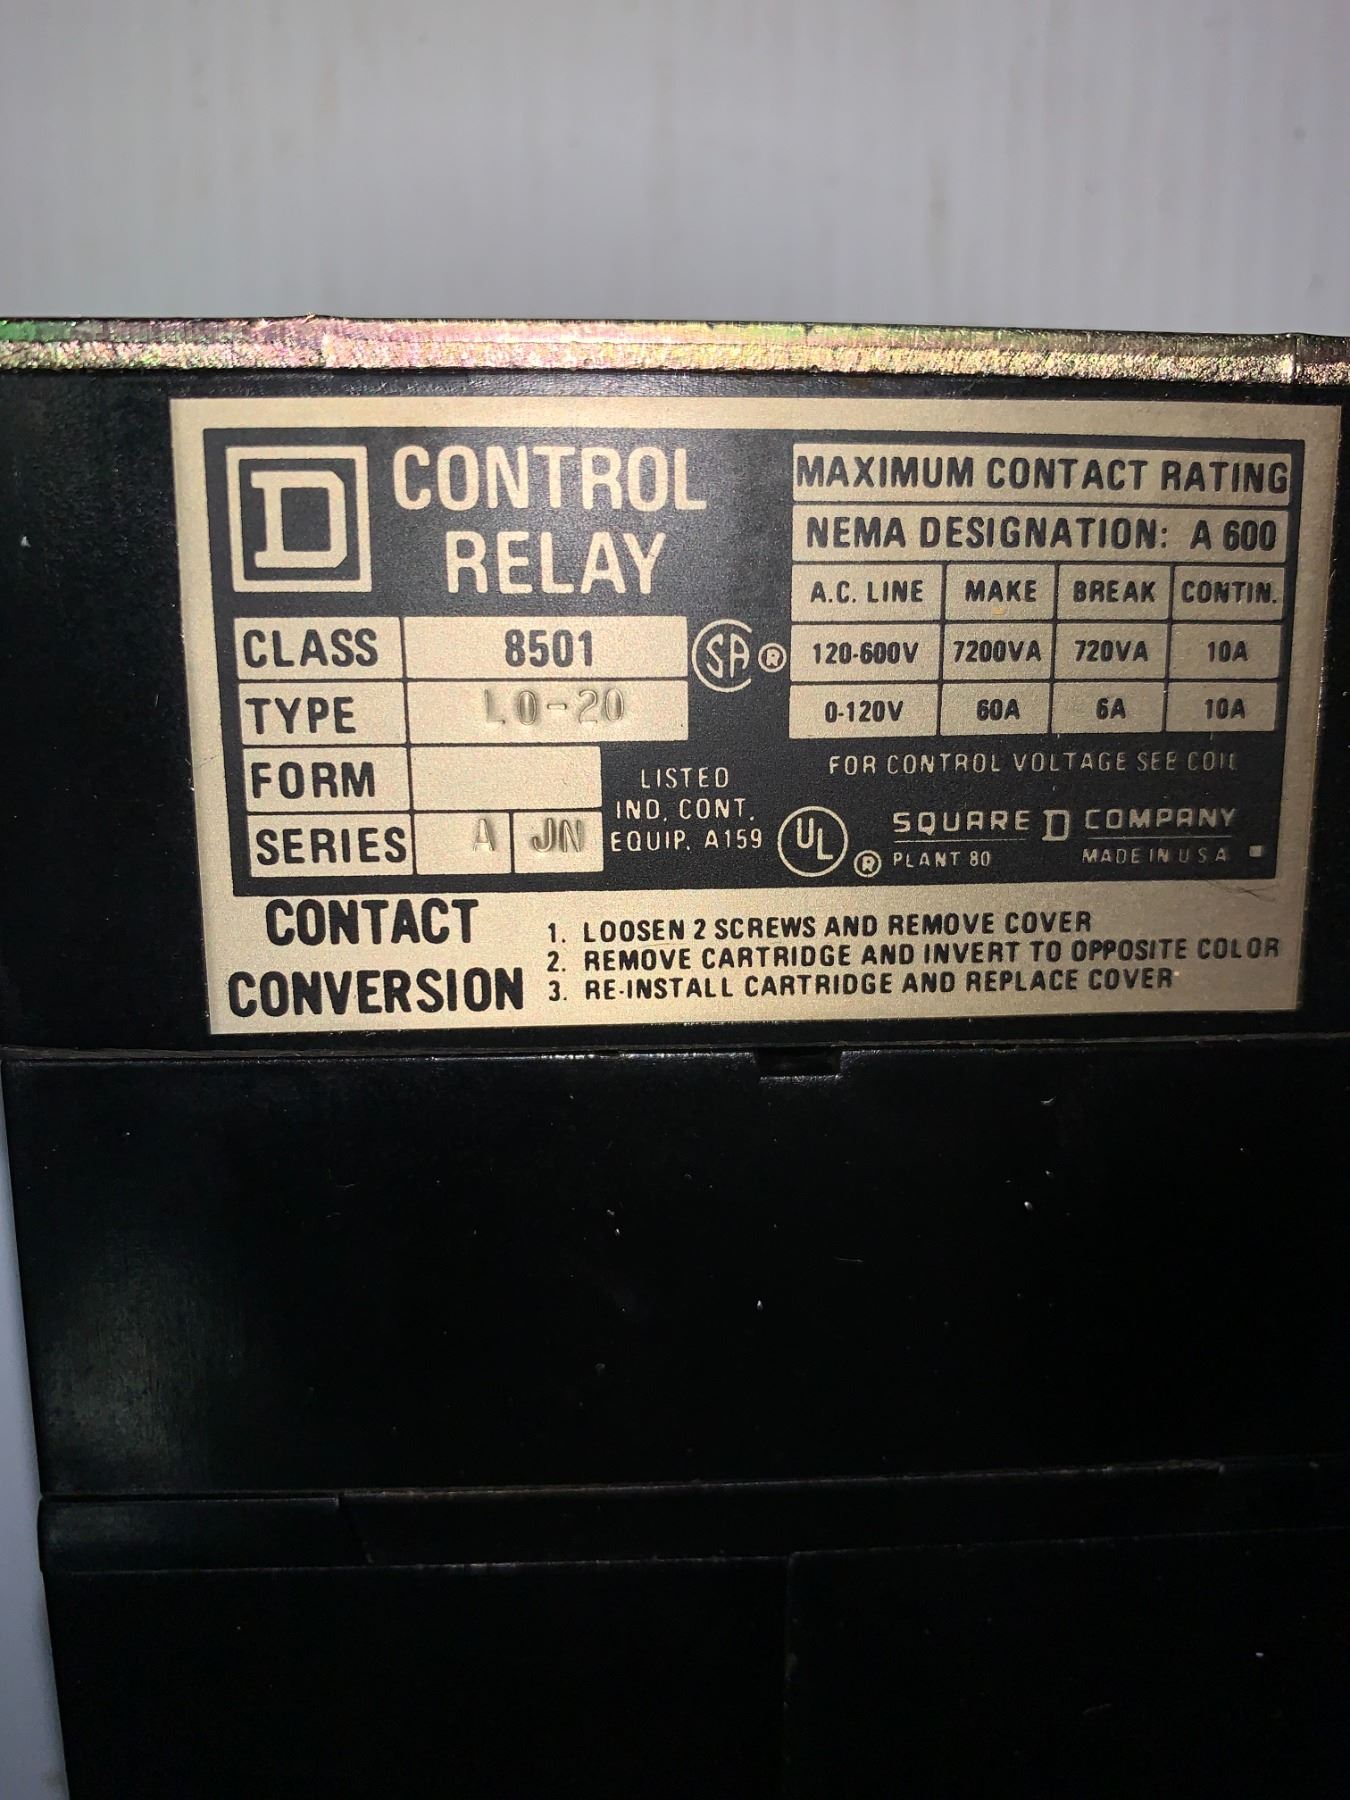 D
CONTROL
RELAY
CLASS 8501
TYPE LO-20
FORM
SERIES A JN
SA ®
LISTED
IND. CONT.
EQUIP. A159
UL ®
MAXIMUM CONTACT RATING
NEMA DESIGNATION: A 600
A.C. LINE MAKE BREAK CONTIN.
120-600V 7200VA 720VA 10A
0-120V 60A 6A 10A
FOR CONTROL VOLTAGE SEE COIL
SQUARE D COMPANY
PLANT 80 MADE IN U S A
CONTACT
CONVERSION
1. LOOSEN 2 SCREWS AND REMOVE COVER
2. REMOVE CARTRIDGE AND INVERT TO OPPOSITE COLOR
3. RE-INSTALL CARTRIDGE AND REPLACE COVER